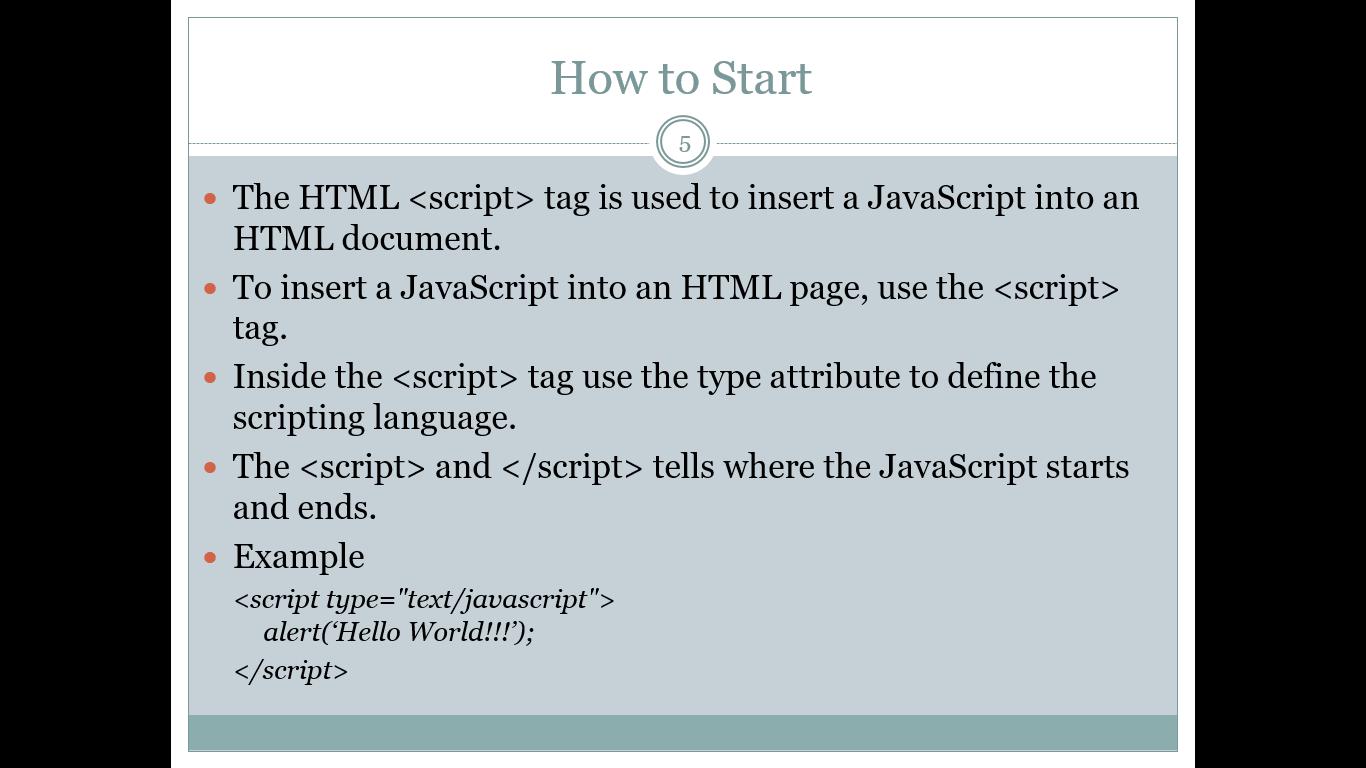 How to Start
5
• The HTML <script> tag is used to insert a JavaScript into an
HTML document.
• To insert a JavaScript into an HTML page, use the <script>
tag.
• Inside the <script> tag use the type attribute to define the
scripting language.
• The <script> and </script> tells where the JavaScript starts
and ends.
• Example
<script type="text/javascript">
alert(‘Hello World!!!’);
</script>